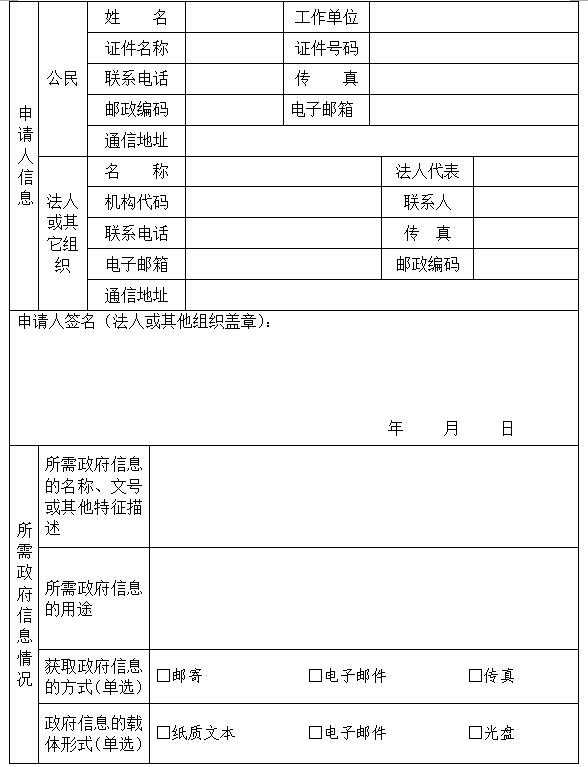 申请人信息
公民
姓　名　工作单位
证件名称　证件号码
联系电话　传　真
邮政编码　电子邮箱
通信地址
法人
或其
它组
织
名　称　法人代表
机构代码　联系人
联系电话　传　真
电子邮箱　邮政编码
通信地址
申请人签名（法人或其他组织盖章）：
年　月　日
所需政府信息情况
所需政府信息
的名称、文号
或其他特征描
述
所需政府信息
的用途
获取政府信息
的方式(单选)
□邮寄　□电子邮件　□传真
政府信息的载
体形式(单选)
□纸质文本　□电子邮件　□光盘